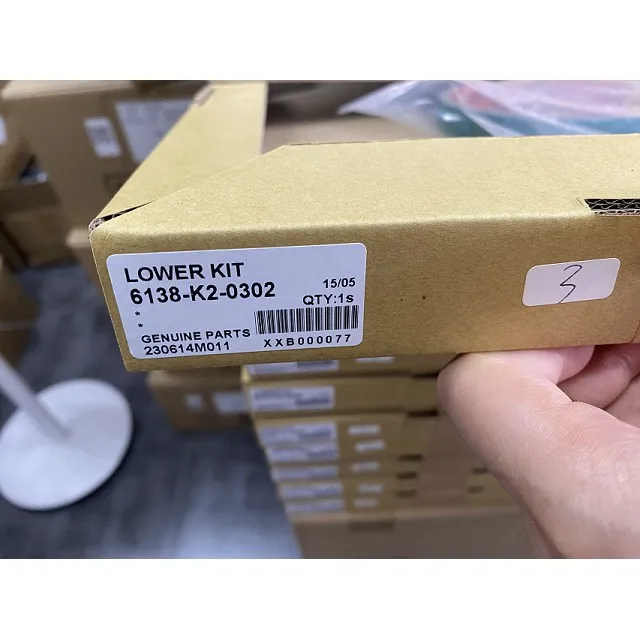 LOWER KIT
6138-K2-0302
*
*
GENUINE PARTS
230614M011
15/05
QTY:1s
XXB000077
3